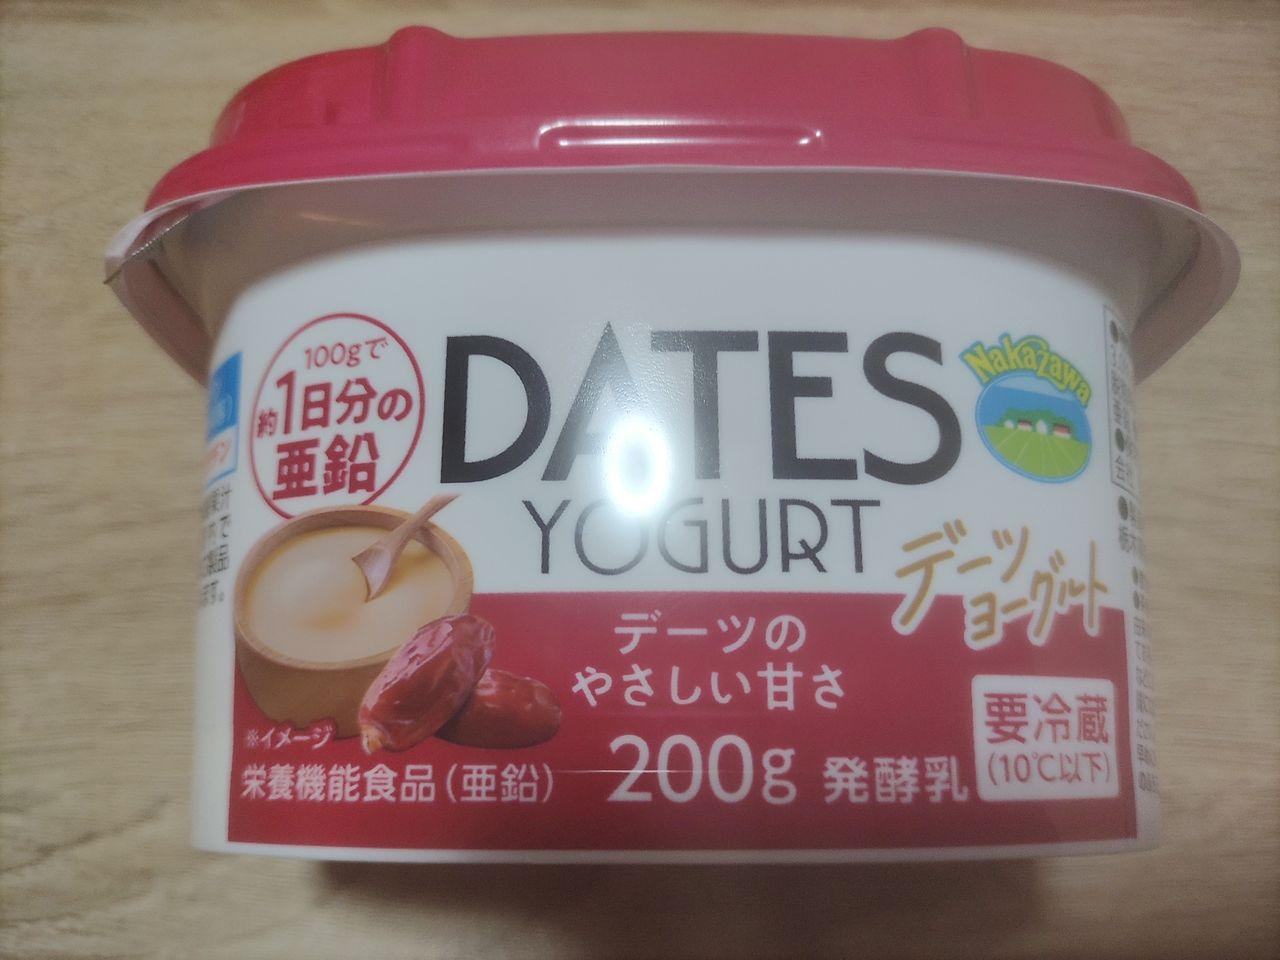 100gで
約1日分の
亜鉛
DATES
YOGURT
Nakazawa
デーツ
ヨーグルト
デーツの
やさしい甘さ
※イメージ
栄養機能食品(亜鉛)
200g
発酵乳
要冷蔵
(10℃以下)